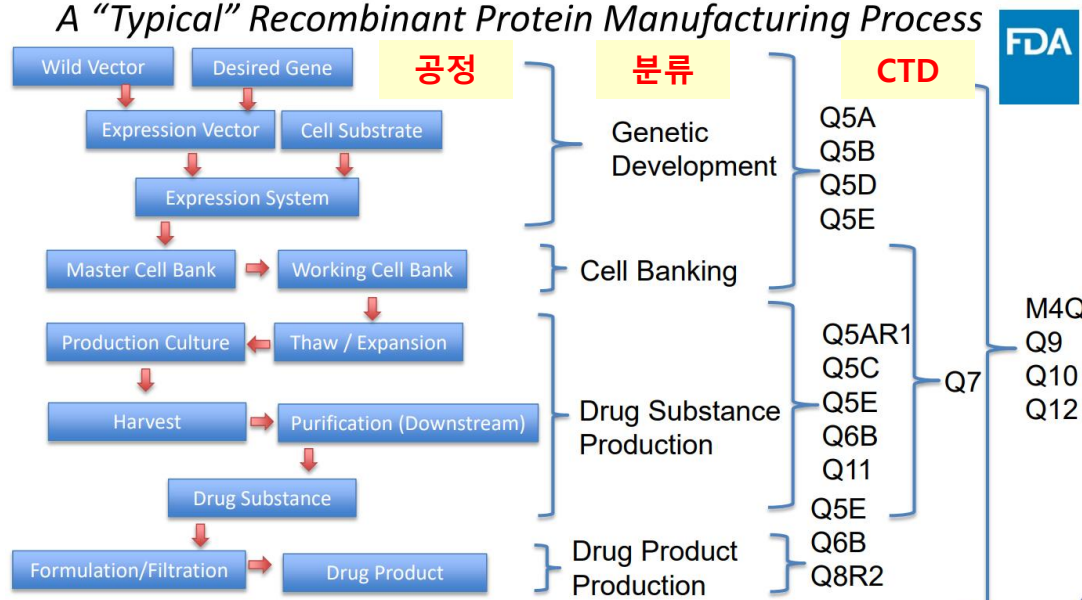 A “Typical” Recombinant Protein Manufacturing Process
FDA
공정
분류
CTD
Wild Vector
Desired Gene
Expression Vector
Cell Substrate
Expression System
Master Cell Bank
Working Cell Bank
Production Culture
Thaw / Expansion
Harvest
Purification (Downstream)
Drug Substance
Formulation/Filtration
Drug Product
Genetic
Development
Cell Banking
Drug Substance
Production
Drug Product
Production
Q5A
Q5B
Q5D
Q5E
Q5AR1
Q5C
Q5E
Q6B
Q11
Q5E
Q6B
Q8R2
Q7
M4Q
Q9
Q10
Q12